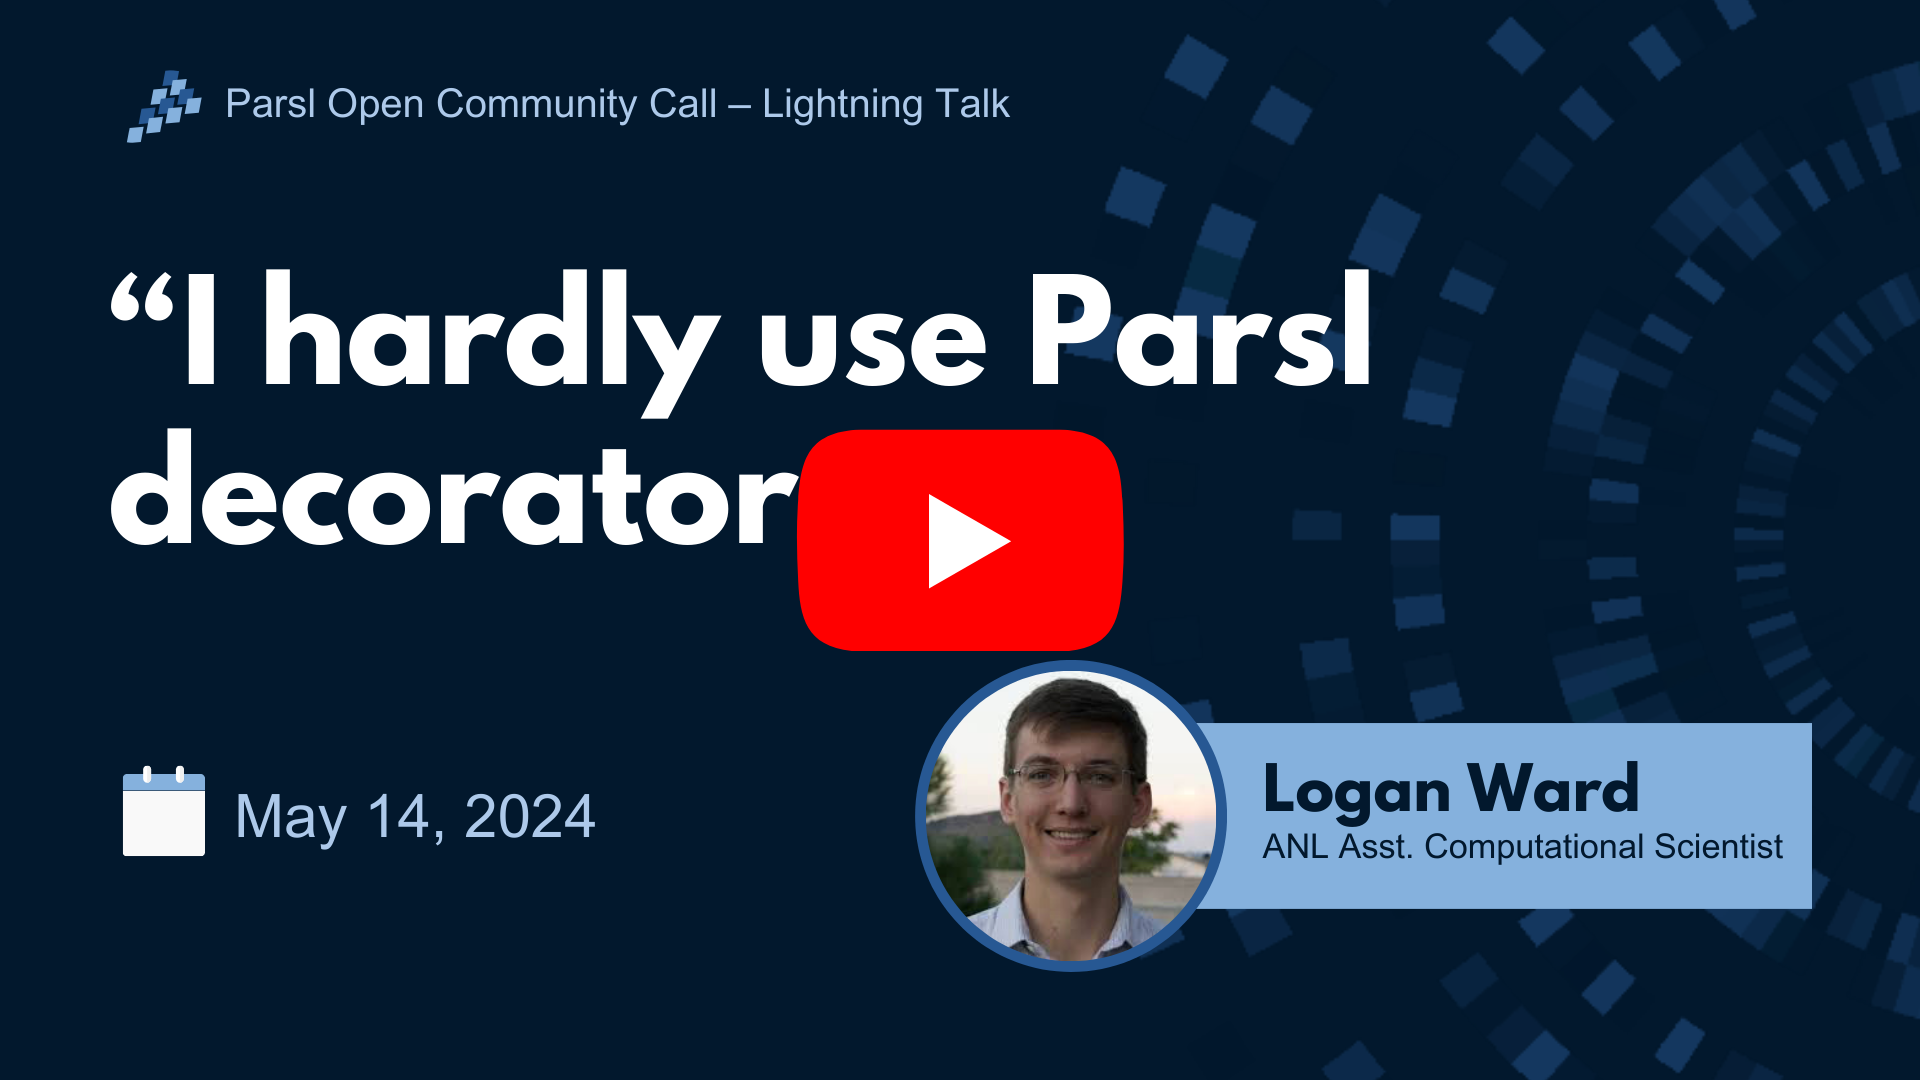 Parsl Open Community Call – Lightning Talk
“I hardly use Parsl
decorator
May 14, 2024
Logan Ward
ANL Asst. Computational Scientist